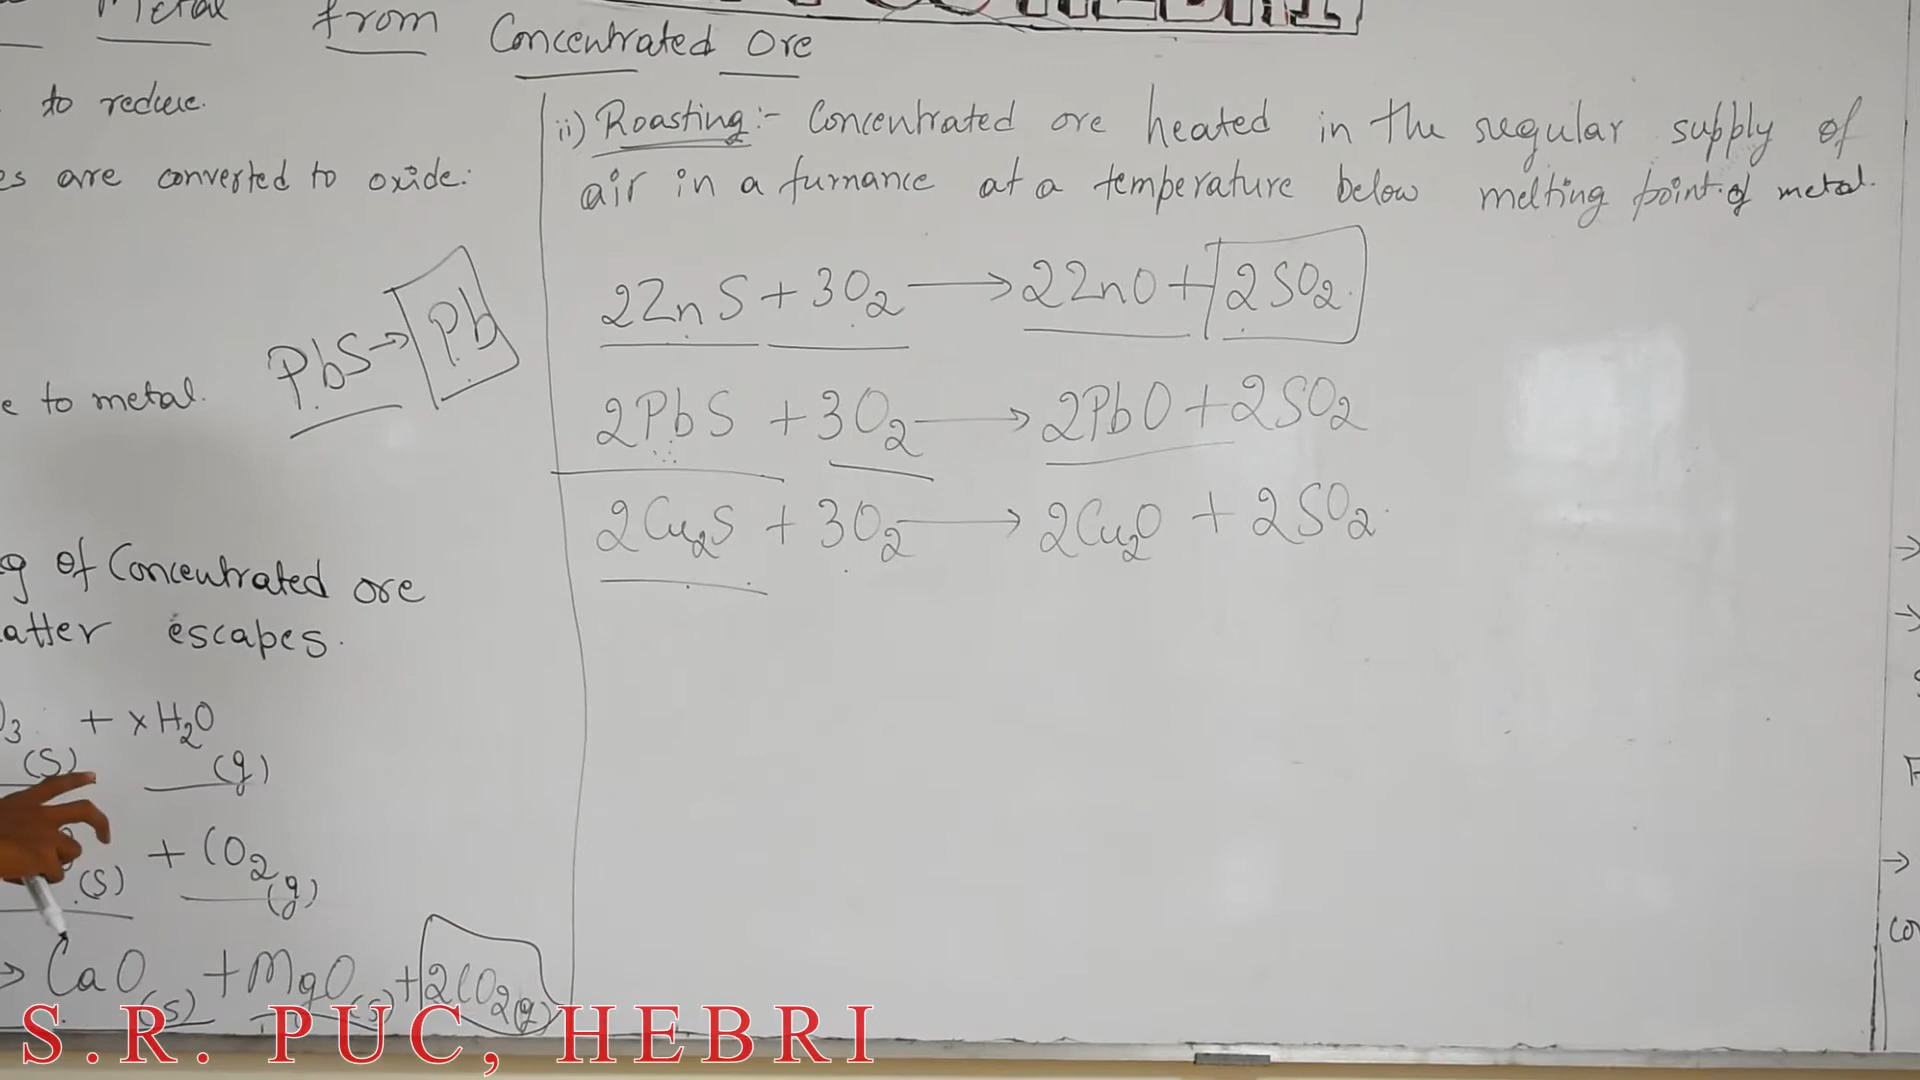 Metal from Concentrated Ore
HEBRI
to reduce.
es are converted to oxide:
PbS → Pb
e to metal.
g of Concentrated ore
atter escapes.
O3 (s) + xH2O (g)
(s) + CO2 (g)
→ CaO (s) + MgO (s) + 2CO2 (g)
ii) Roasting :- Concentrated ore heated in the regular supply of
air in a furnance at a temperature below melting point of metal.
2ZnS + 3O2 → 2ZnO + 2SO2
2PbS + 3O2 → 2PbO + 2SO2
2Cu2S + 3O2 → 2Cu2O + 2SO2
S.R. PUC, HEBRI